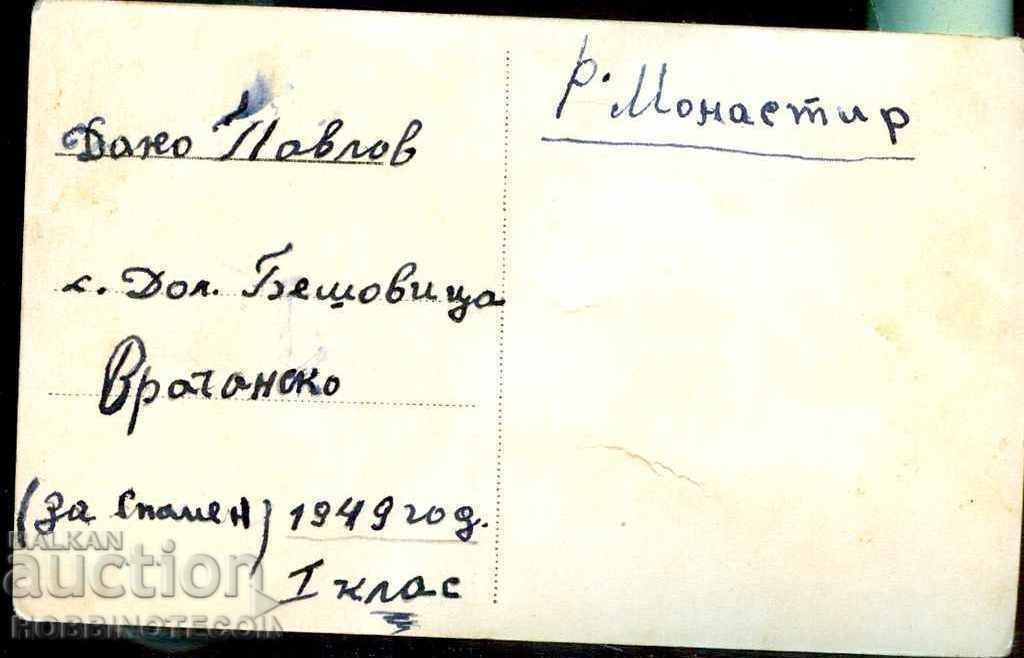 Дако Павлов
с. Дол. Бешовица
Врачанско
(за спомен) 1949 год.
I клас
р. Монастир
BALKAN
auction
HOBBINOTECOIN